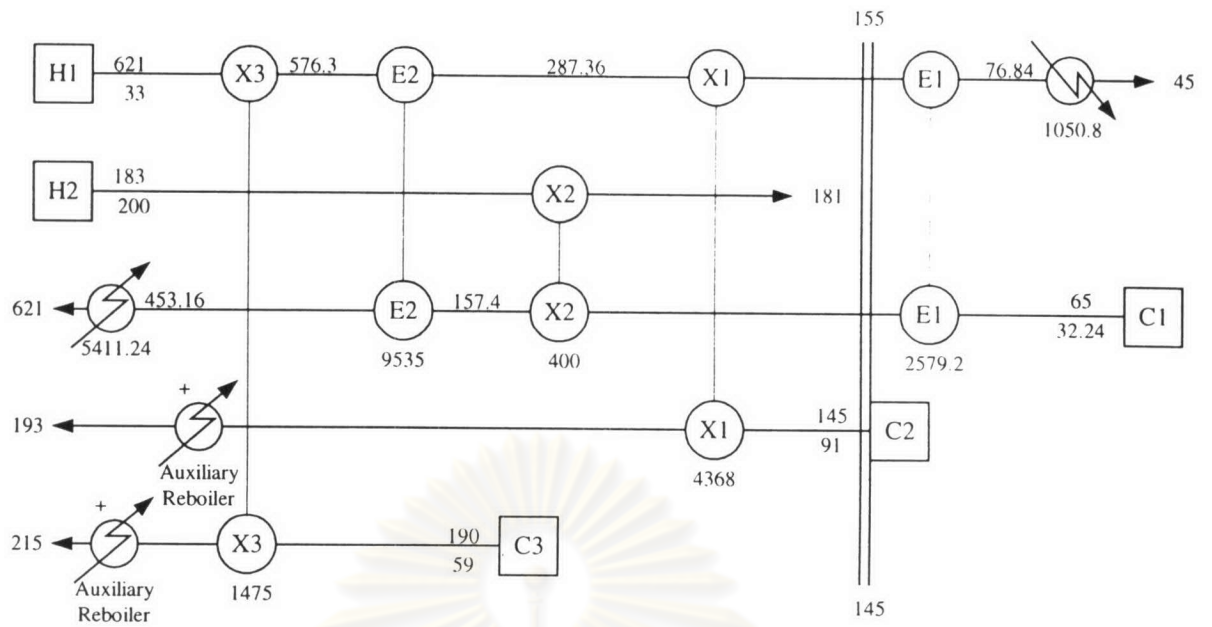 155
H1 621 X3 576.3 E2 287.36 X1 E1 76.84 45
33
1050.8
H2 183 X2 181
200
621 453.16 E2 157.4 X2 E1 65 C1
32.24
5411.24 9535 400 2579.2
+
193 X1 145 C2
91
Auxiliary 4368
Reboiler
+
215 X3 190 C3
59
Auxiliary 1475
Reboiler
145